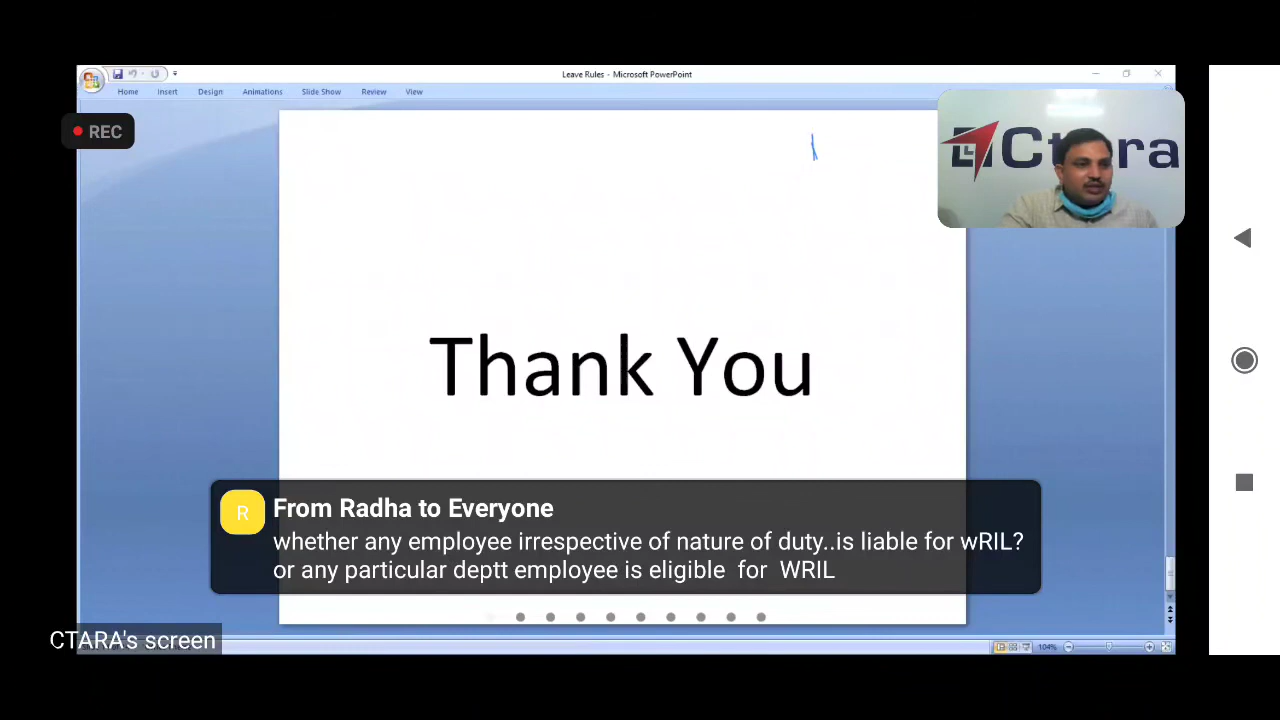 Leave Rules - Microsoft PowerPoint
Home Insert Design Animations Slide Show Review View
REC
Ctara
Thank You
R
From Radha to Everyone
whether any employee irrespective of nature of duty..is liable for wRIL?
or any particular deptt employee is eligible for WRIL
CTARA's screen
104%